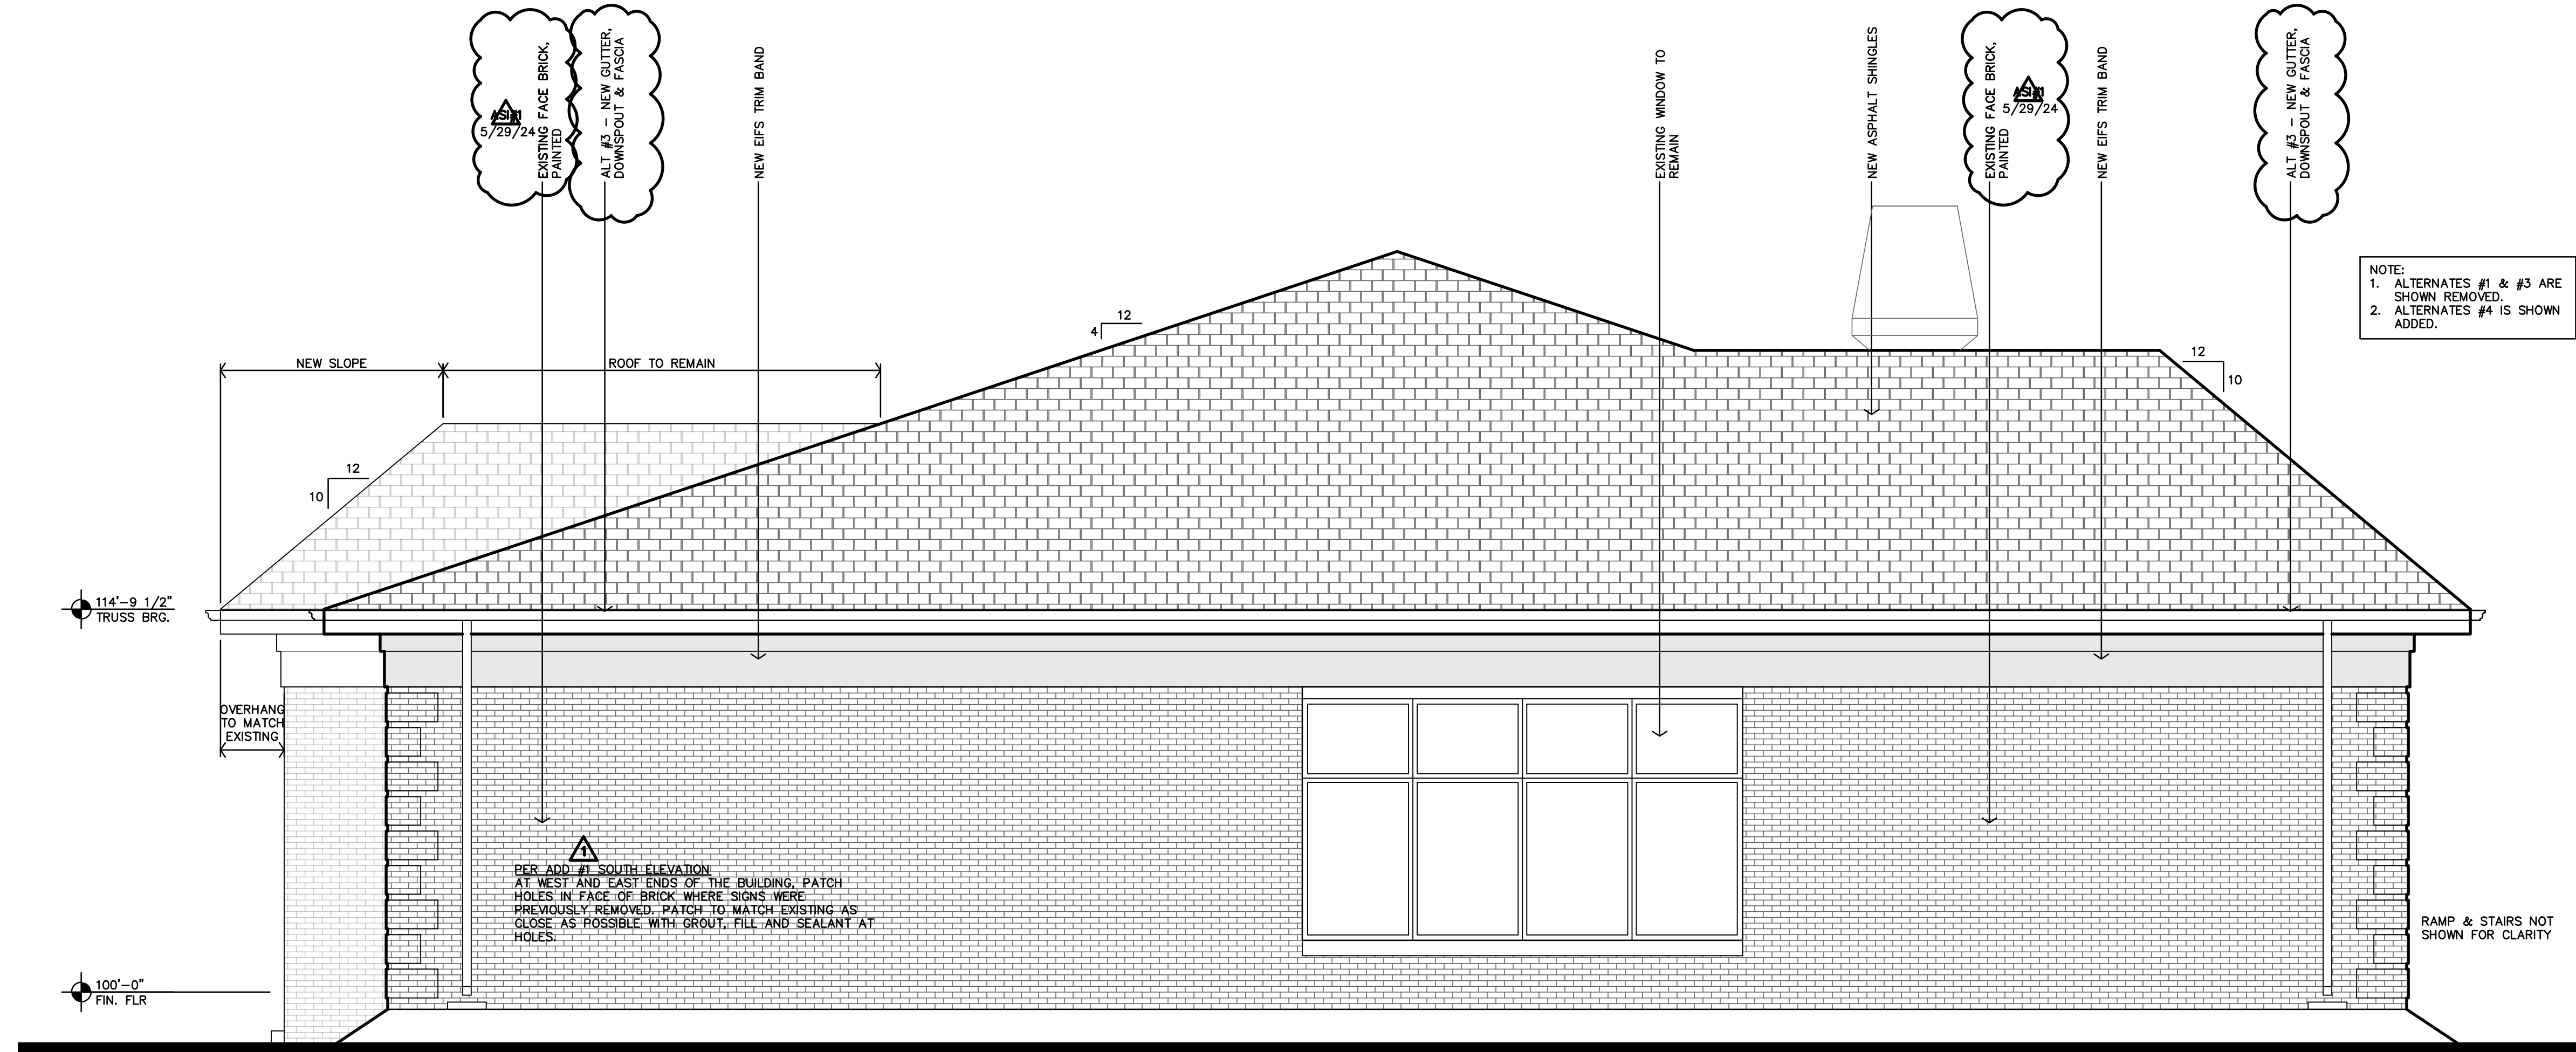 EXISTING FACE BRICK,
PAINTED
ASI#1
5/29/24
ALT #3 - NEW GUTTER,
DOWNSPOUT & FASCIA
NEW EIFS TRIM BAND
EXISTING WINDOW TO
REMAIN
NEW ASPHALT SHINGLES
EXISTING FACE BRICK,
PAINTED
ASI#1
5/29/24
NEW EIFS TRIM BAND
ALT #3 - NEW GUTTER,
DOWNSPOUT & FASCIA
NOTE:
1. ALTERNATES #1 & #3 ARE
SHOWN REMOVED.
2. ALTERNATES #4 IS SHOWN
ADDED.
12
4
12
10
NEW SLOPE
ROOF TO REMAIN
12
10
114'-9 1/2"
TRUSS BRG.
OVERHANG
TO MATCH
EXISTING
1
PER ADD #1 SOUTH ELEVATION
AT WEST AND EAST ENDS OF THE BUILDING, PATCH
HOLES IN FACE OF BRICK WHERE SIGNS WERE
PREVIOUSLY REMOVED. PATCH TO MATCH EXISTING AS
CLOSE AS POSSIBLE WITH GROUT, FILL AND SEALANT AT
HOLES.
RAMP & STAIRS NOT
SHOWN FOR CLARITY
100'-0"
FIN. FLR